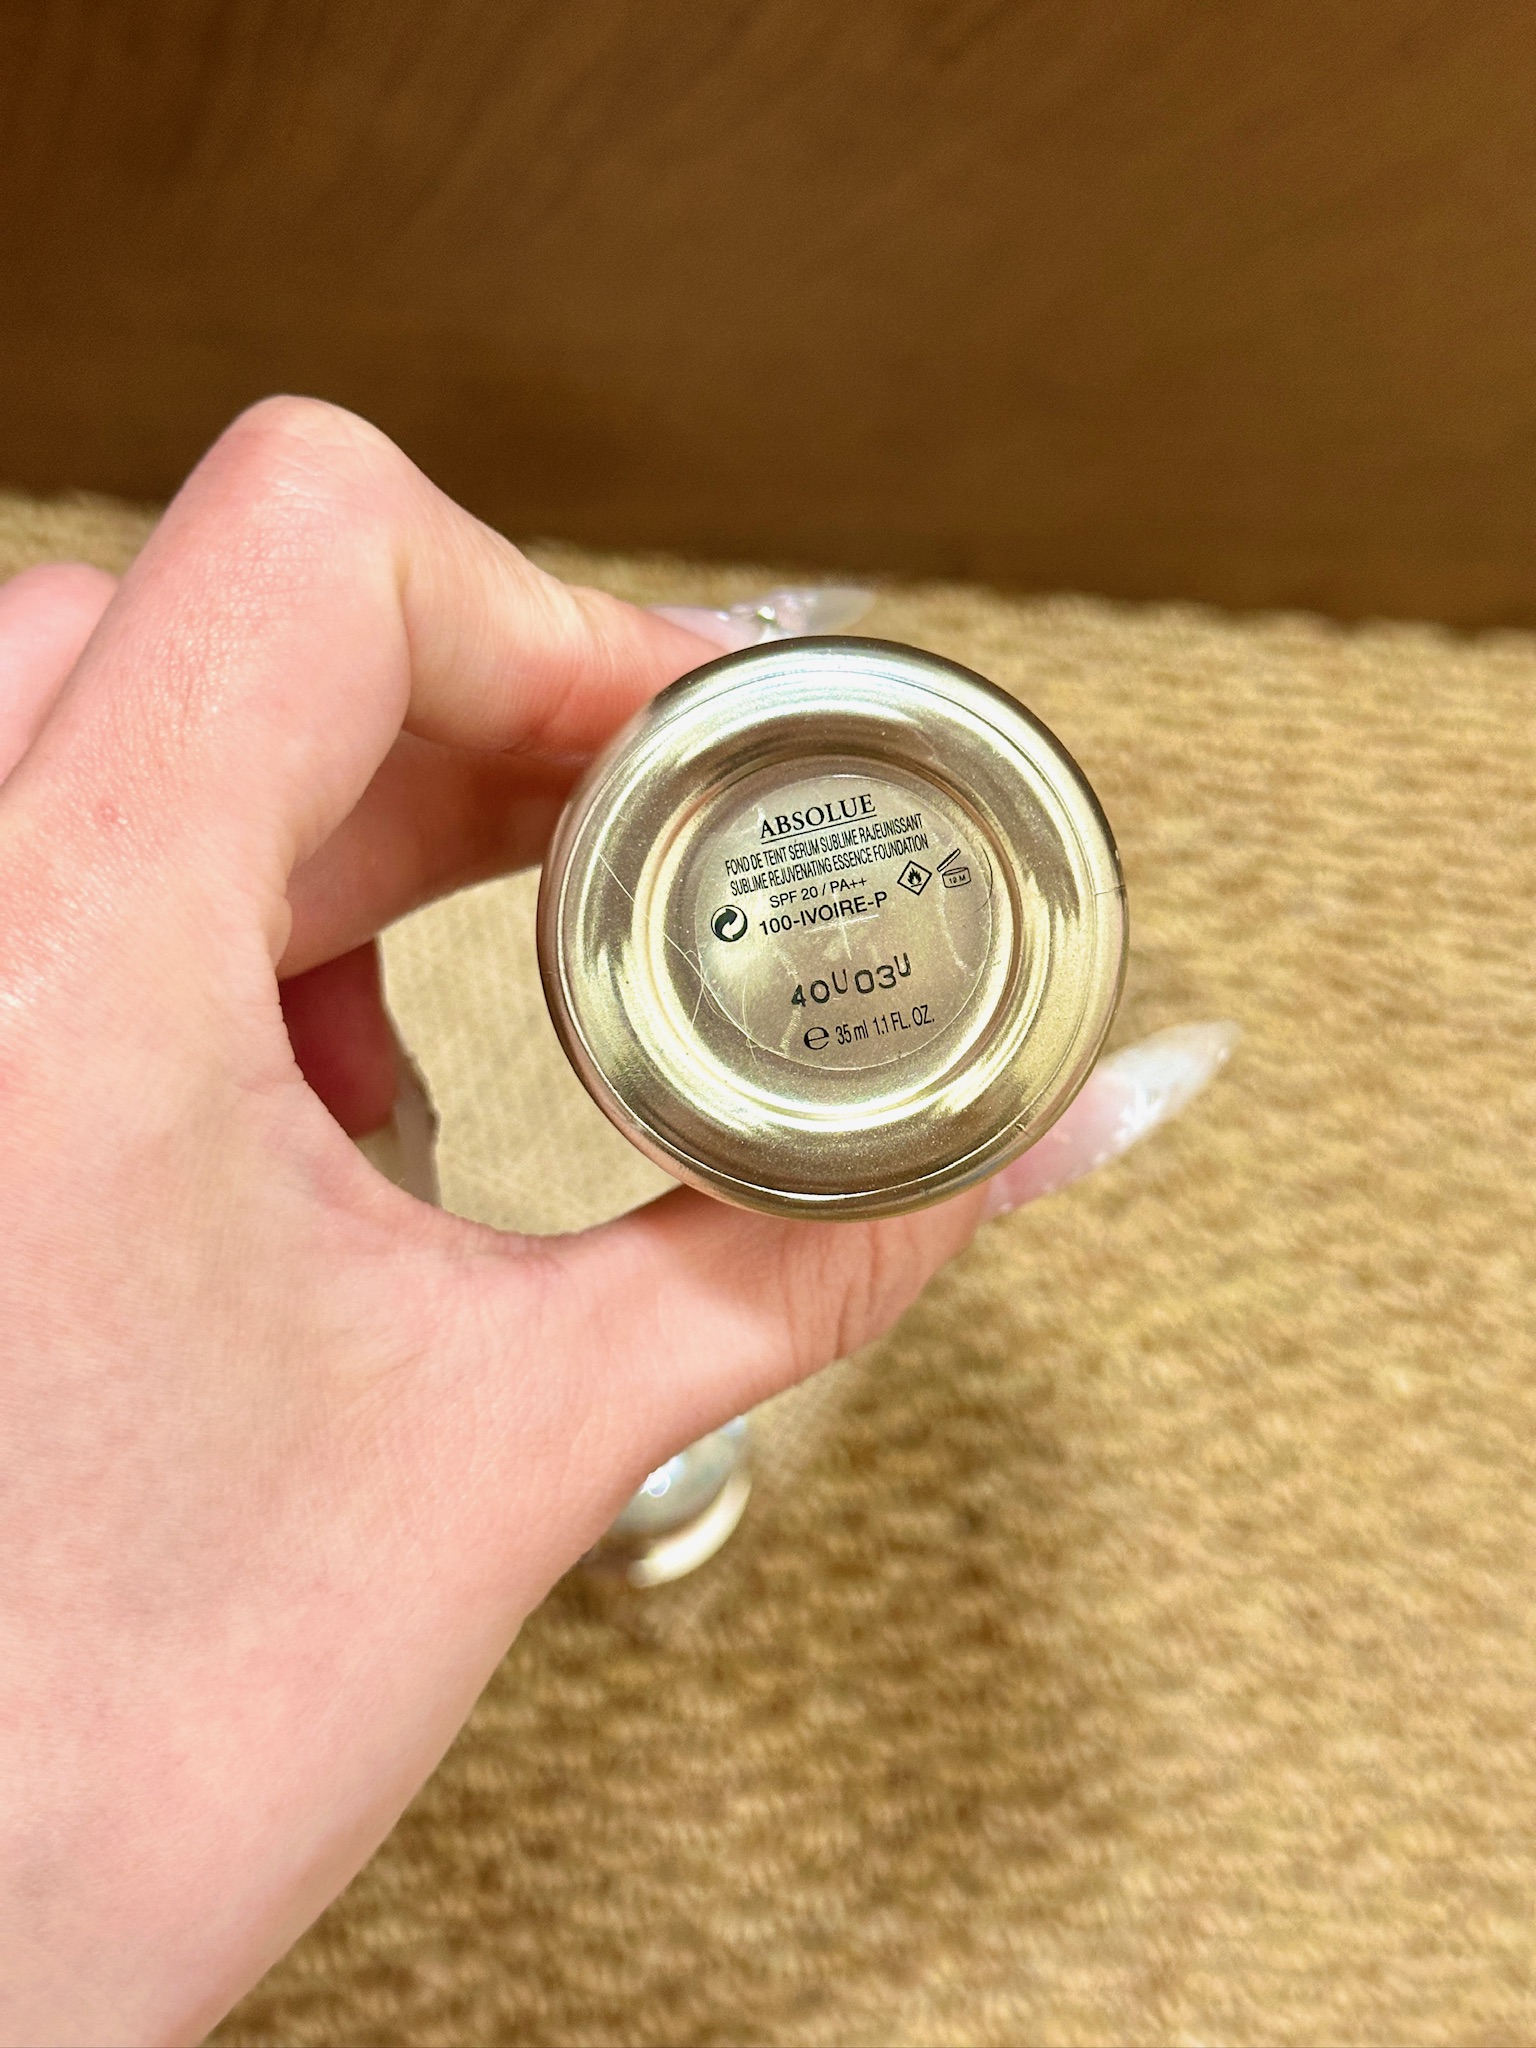 ABSOLUE
FOND DE TEINT SÉRUM SUBLIME RAJEUNISSANT
SUBLIME REJUVENATING ESSENCE FOUNDATION
SPF 20 / PA++
100-IVOIRE-P
40U03U
e 35 ml 1.1 FL. OZ.